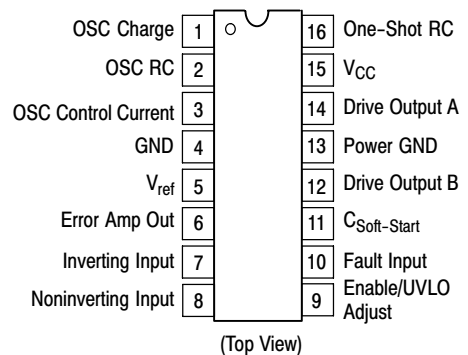 OSC Charge 1 16 One-Shot RC
OSC RC 2 15 VCC
OSC Control Current 3 14 Drive Output A
GND 4 13 Power GND
Vref 5 12 Drive Output B
Error Amp Out 6 11 CSoft-Start
Inverting Input 7 10 Fault Input
Noninverting Input 8 9 Enable/UVLO
Adjust
(Top View)